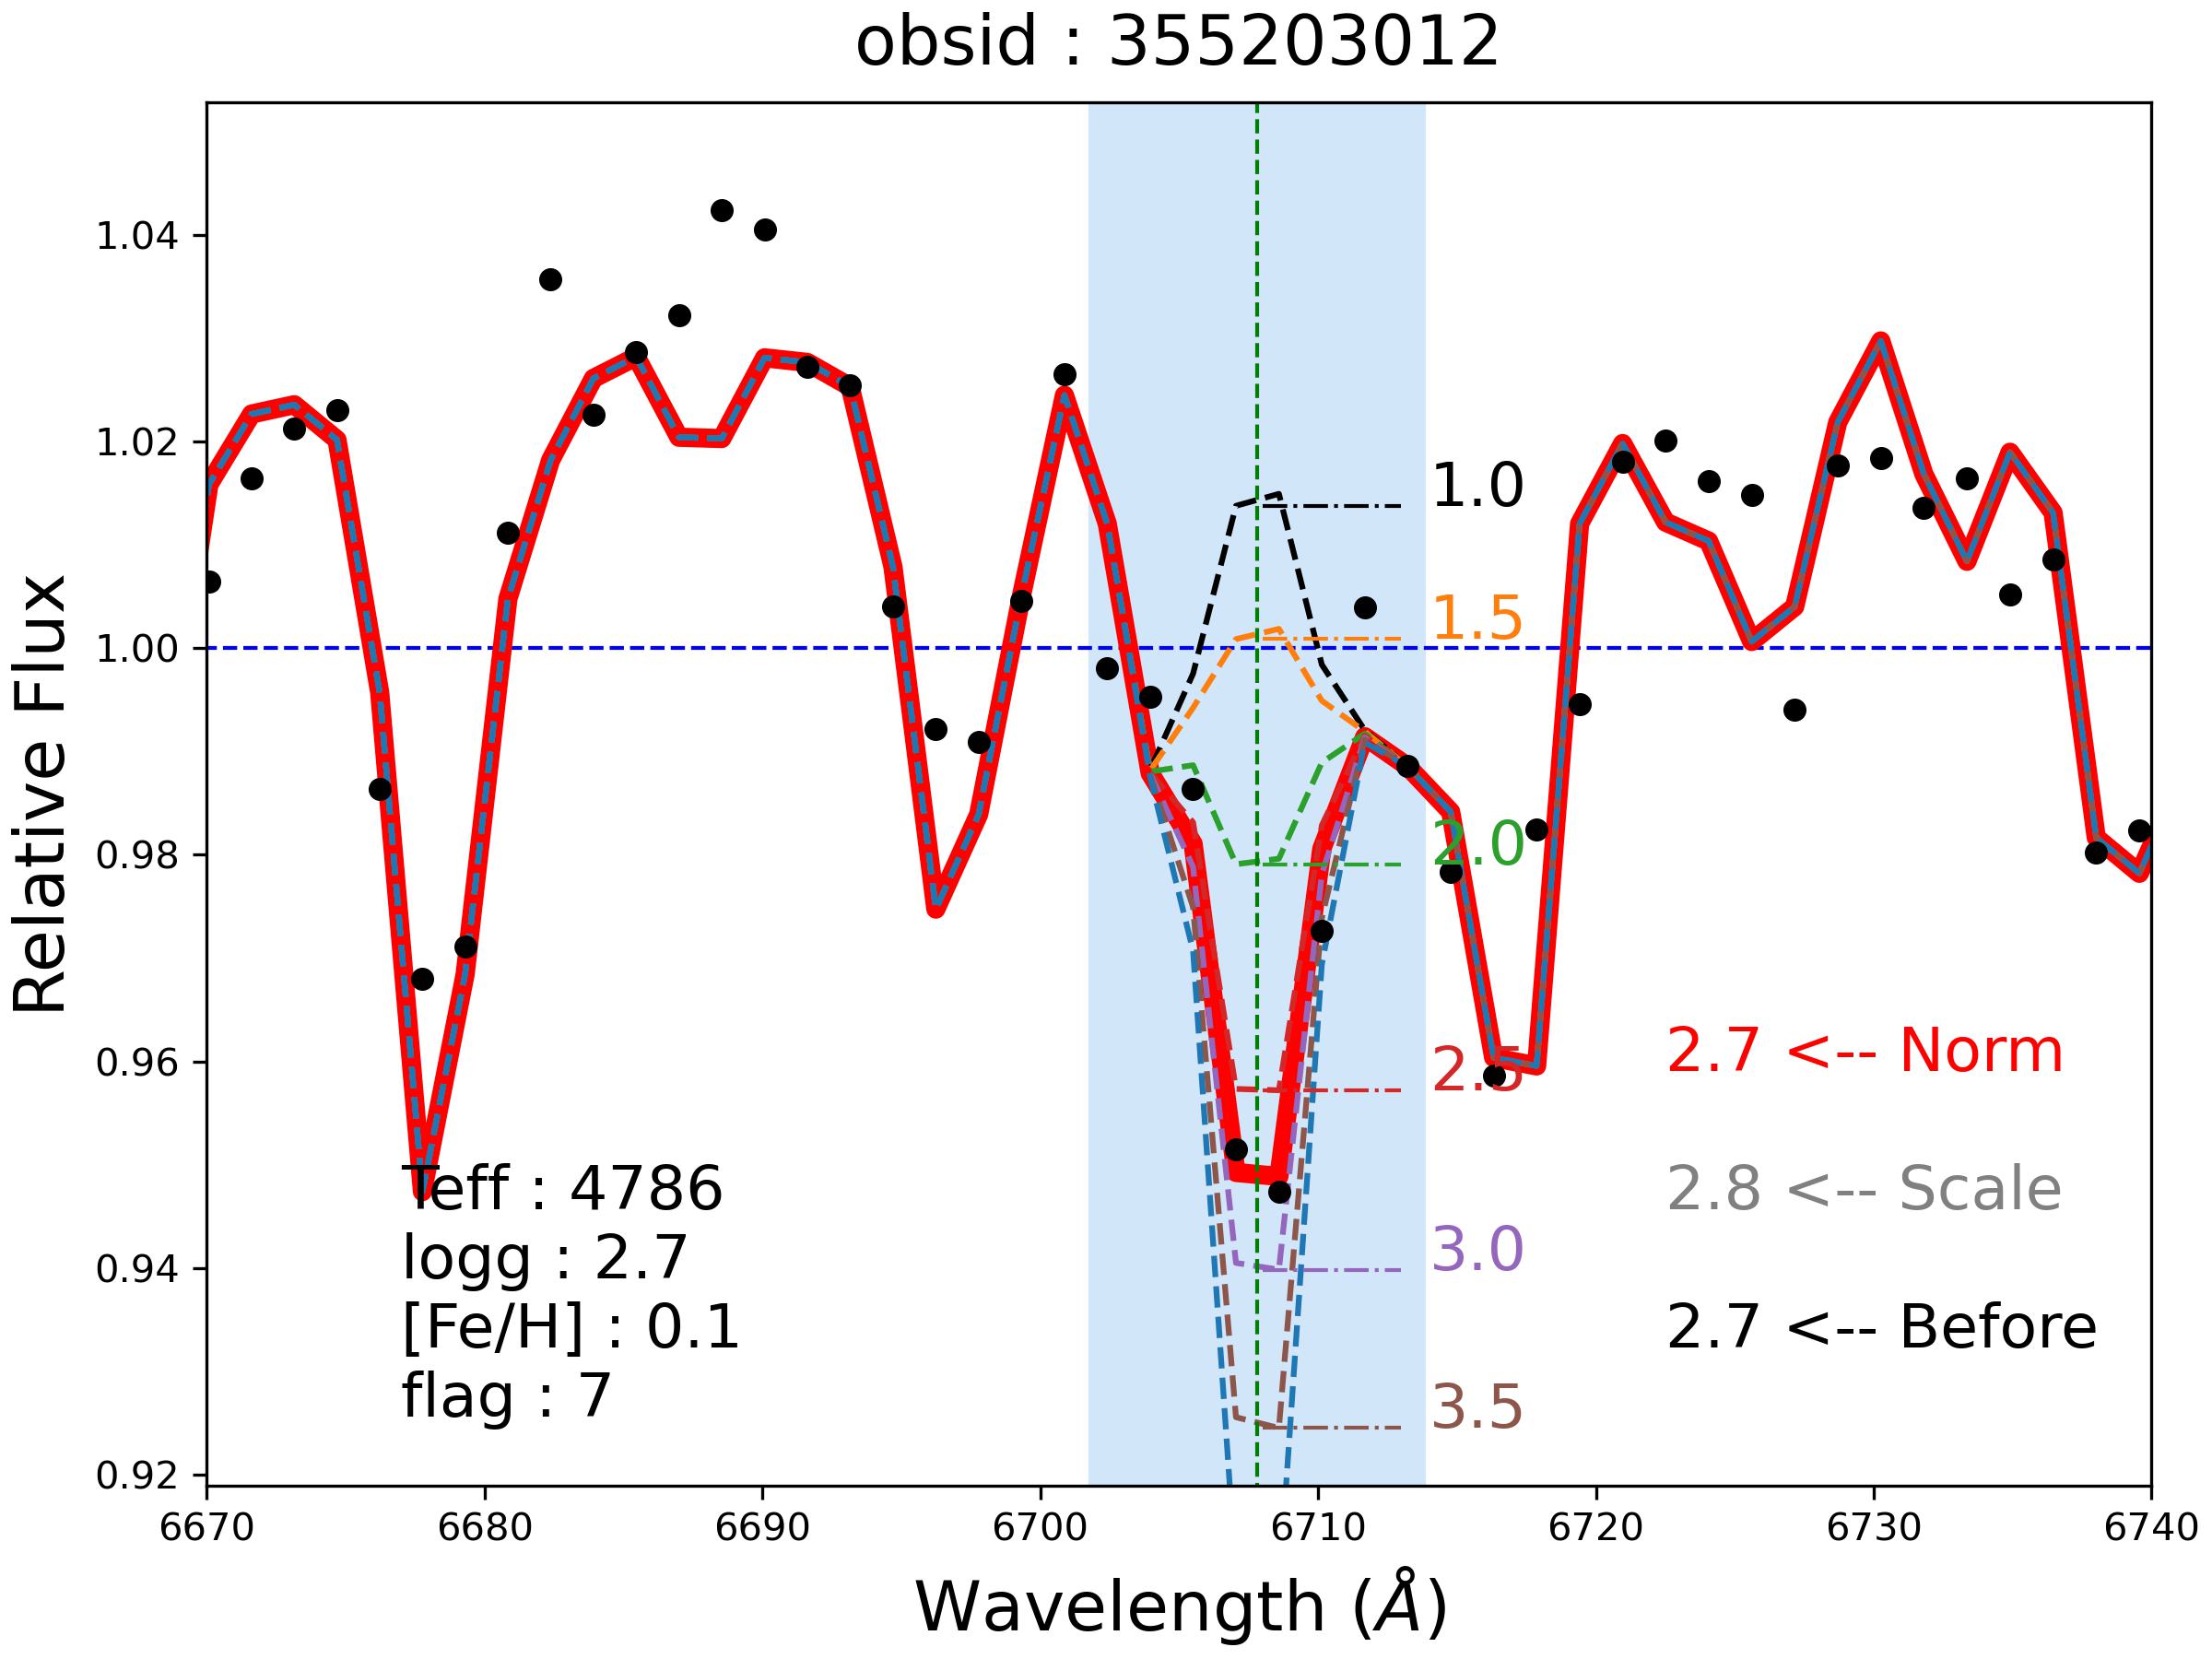 obsid : 355203012
Relative Flux
1.04
1.02
1.00
0.98
0.96
0.94
0.92
1.0
1.5
2.0
2.5
3.0
3.5
2.7 <-- Norm
2.8 <-- Scale
2.7 <-- Before
Teff : 4786
logg : 2.7
[Fe/H] : 0.1
flag : 7
6670 6680 6690 6700 6710 6720 6730 6740
Wavelength (Å)